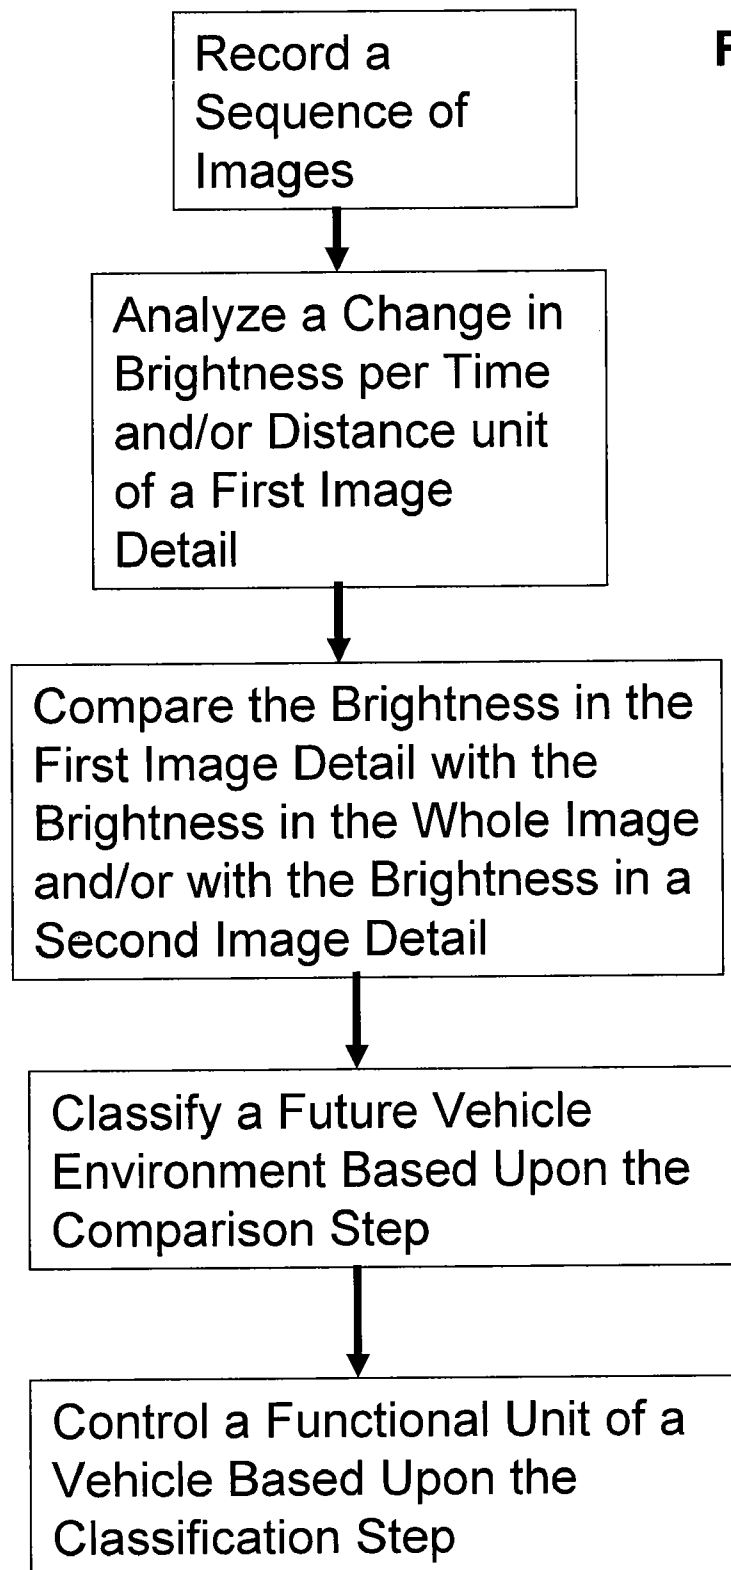 Record a
Sequence of
Images
Analyze a Change in
Brightness per Time
and/or Distance unit
of a First Image
Detail
Compare the Brightness in the
First Image Detail with the
Brightness in the Whole Image
and/or with the Brightness in a
Second Image Detail
Classify a Future Vehicle
Environment Based Upon the
Comparison Step
Control a Functional Unit of a
Vehicle Based Upon the
Classification Step